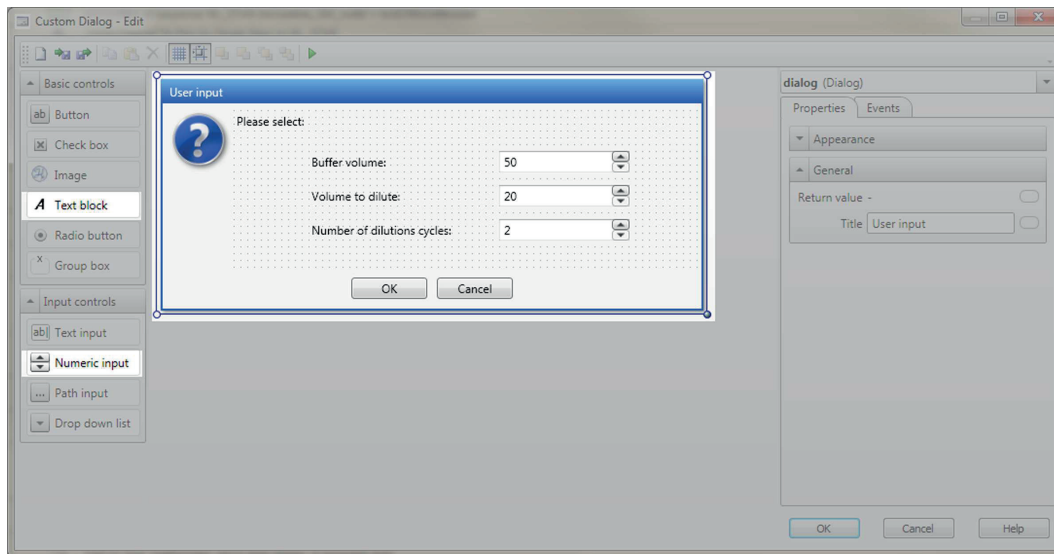 Custom Dialog - Edit
Basic controls
ab Button
Check box
Image
A Text block
Radio button
X Group box
Input controls
ab Text input
Numeric input
... Path input
Drop down list
User input
?
Please select:
Buffer volume: 50
Volume to dilute: 20
Number of dilutions cycles: 2
OK Cancel
dialog (Dialog)
Properties Events
Appearance
General
Return value -
Title User input
OK Cancel Help